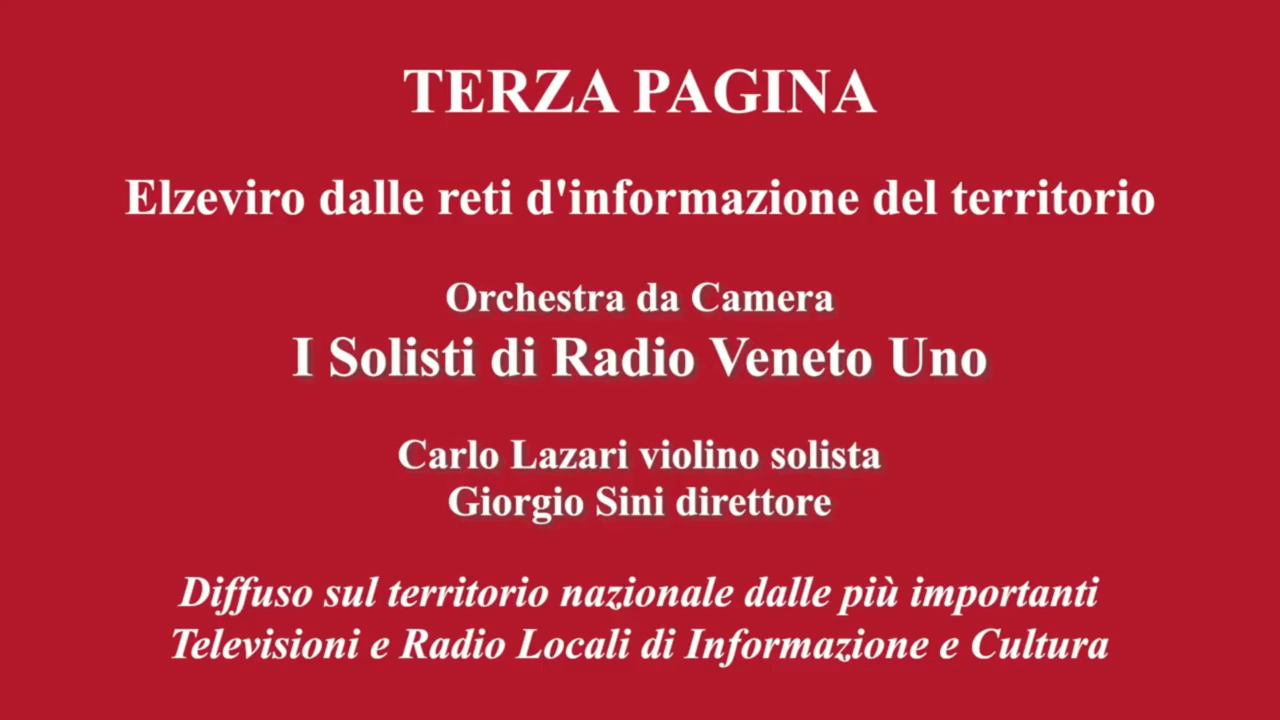 TERZA PAGINA
Elzeviro dalle reti d'informazione del territorio
Orchestra da Camera
I Solisti di Radio Veneto Uno
Carlo Lazari violino solista
Giorgio Sini direttore
Diffuso sul territorio nazionale dalle più importanti
Televisioni e Radio Locali di Informazione e Cultura